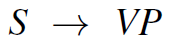 S → VP